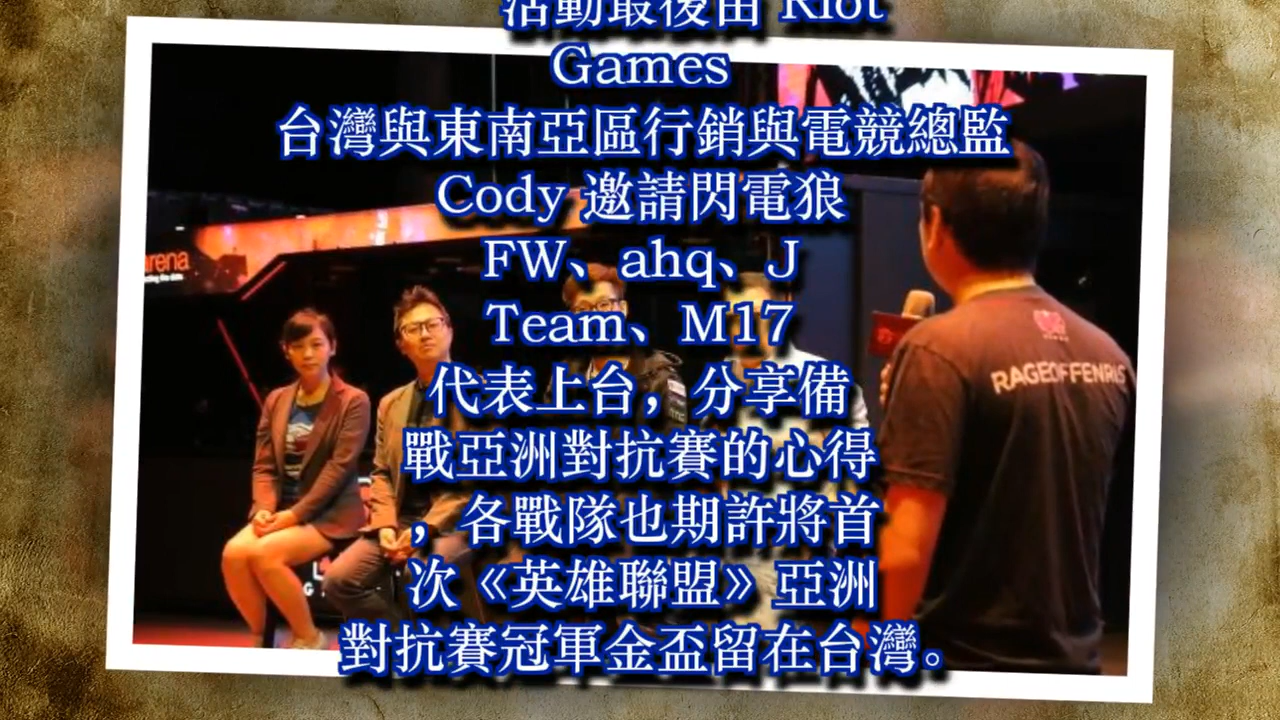 活動最後由 Riot
Games
台灣與東南亞區行銷與電競總監
Cody 邀請閃電狼
FW、ahq、J
Team、M17
代表上台，分享備
戰亞洲對抗賽的心得
，各戰隊也期許將首
次《英雄聯盟》亞洲
對抗賽冠軍金盃留在台灣。
arena
RAGEOFFENRIS